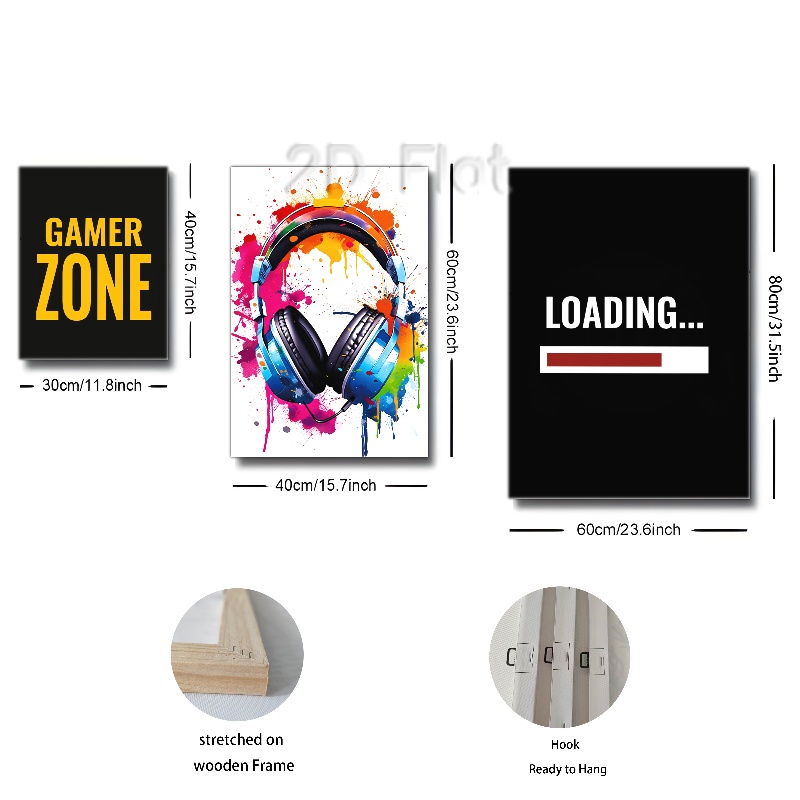 2D Flat
GAMER
ZONE
40cm/15.7inch
30cm/11.8inch
60cm/23.6inch
40cm/15.7inch
LOADING...
80cm/31.5inch
60cm/23.6inch
stretched on
wooden Frame
Hook
Ready to Hang